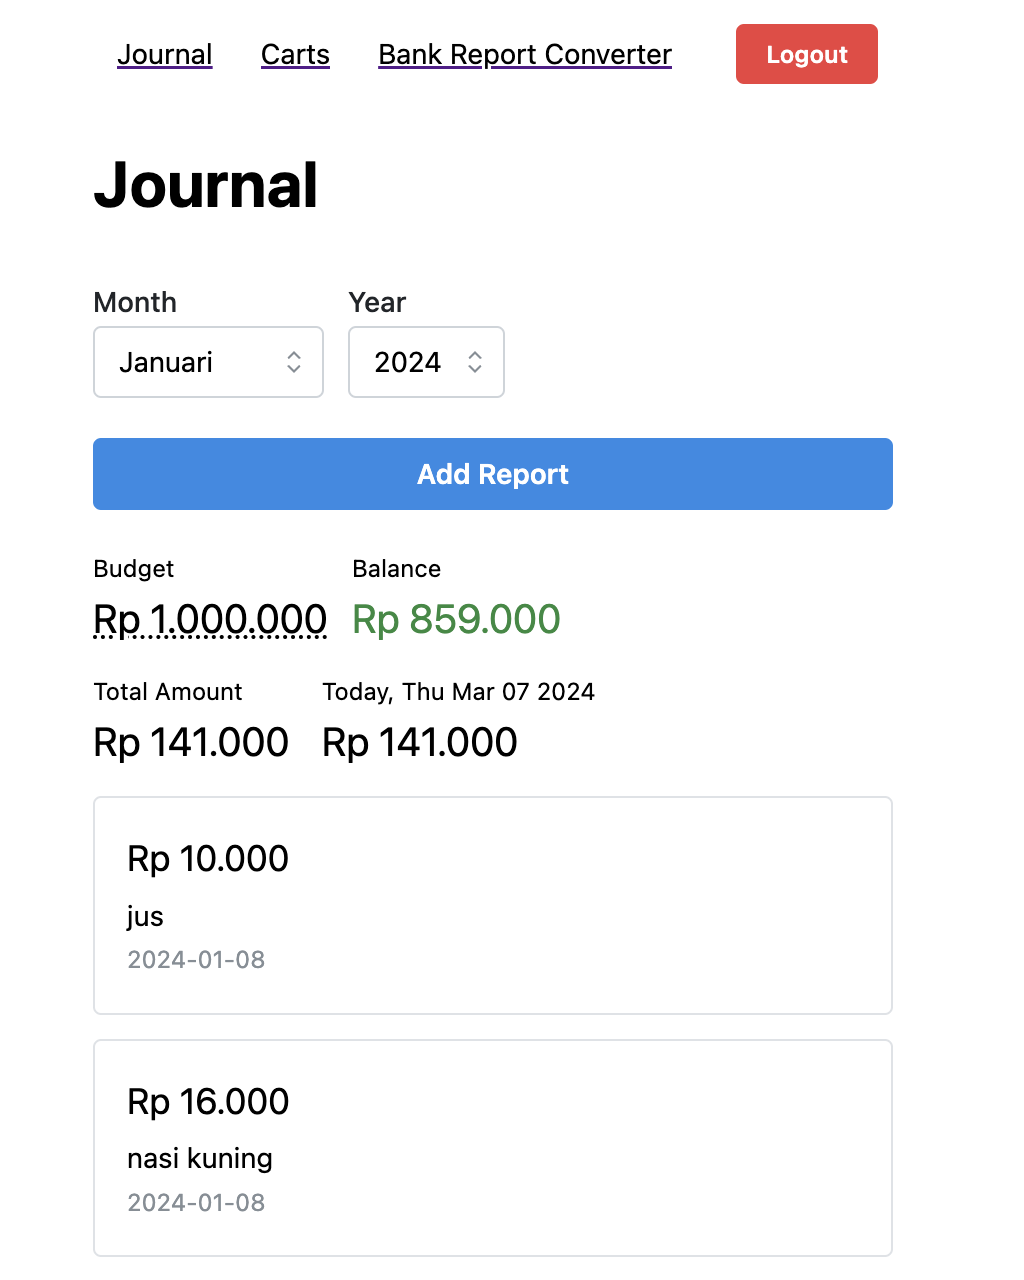 Journal Carts Bank Report Converter Logout
Journal
Month Year
Januari 2024
Add Report
Budget Balance
Rp 1.000.000 Rp 859.000
Total Amount Today, Thu Mar 07 2024
Rp 141.000 Rp 141.000
Rp 10.000
jus
2024-01-08
Rp 16.000
nasi kuning
2024-01-08